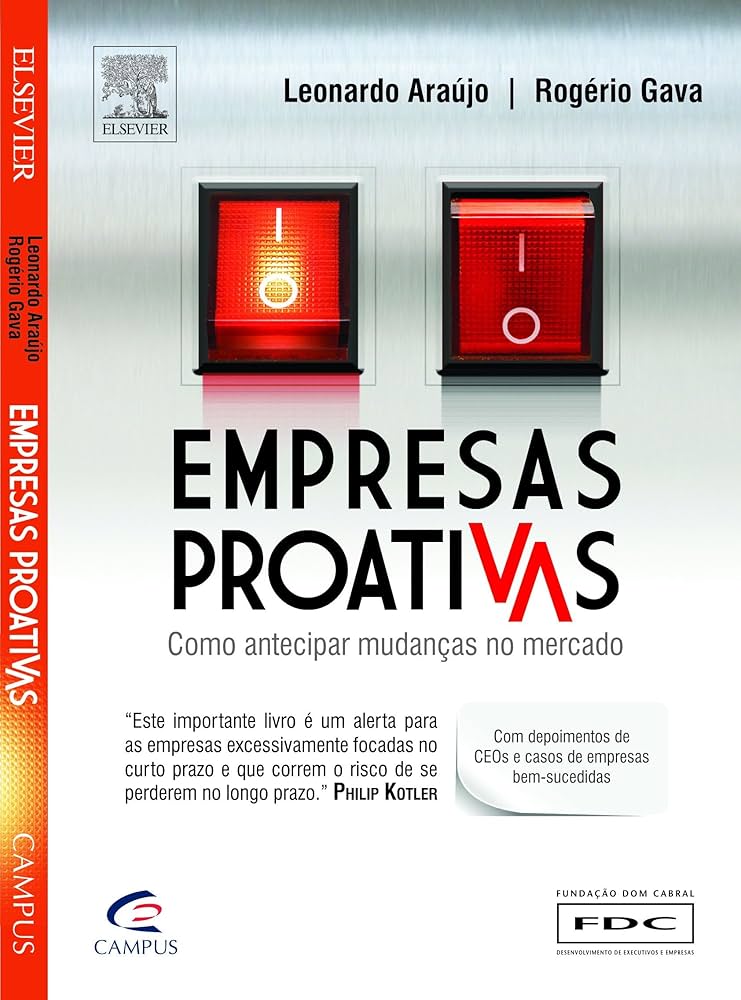 ELSEVIER
Leonardo Araújo
Rogério Gava
EMPRESAS PROATIVAS
CAMPUS
ELSEVIER
Leonardo Araújo | Rogério Gava
EMPRESAS
PROATIVAS
Como antecipar mudanças no mercado
“Este importante livro é um alerta para
as empresas excessivamente focadas no
curto prazo e que correm o risco de se
perderem no longo prazo.” PHILIP KOTLER
Com depoimentos de
CEOs e casos de empresas
bem-sucedidas
CAMPUS
FUNDAÇÃO DOM CABRAL
FDC
DESENVOLVIMENTO DE EXECUTIVOS E EMPRESAS